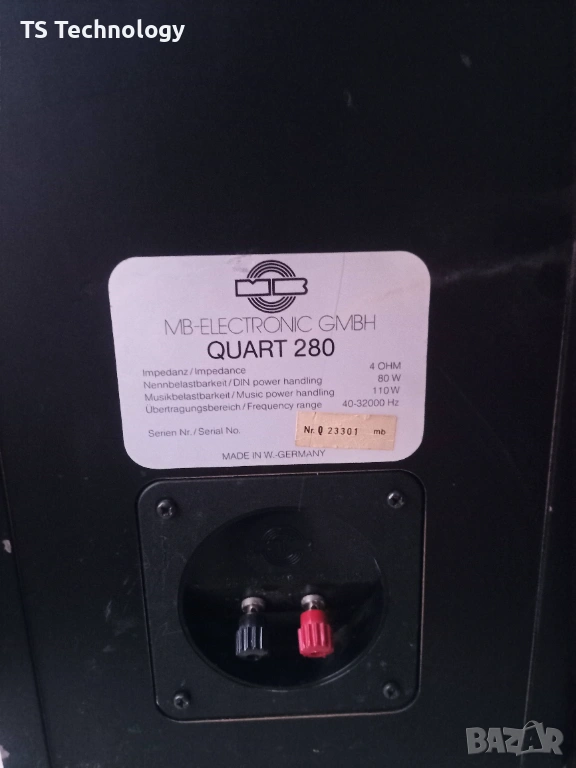 TS Technology
MB
MB-ELECTRONIC GMBH
QUART 280
Impedanz/Impedance 4 OHM
Nennbelastbarkeit/DIN power handling 80 W
Musikbelastbarkeit/Music power handling 110 W
Übertragungsbereich/Frequency range 40-32000 Hz
Serien Nr./Serial No. Nr. Q 23301 mb
MADE IN W.-GERMANY
BAZAR